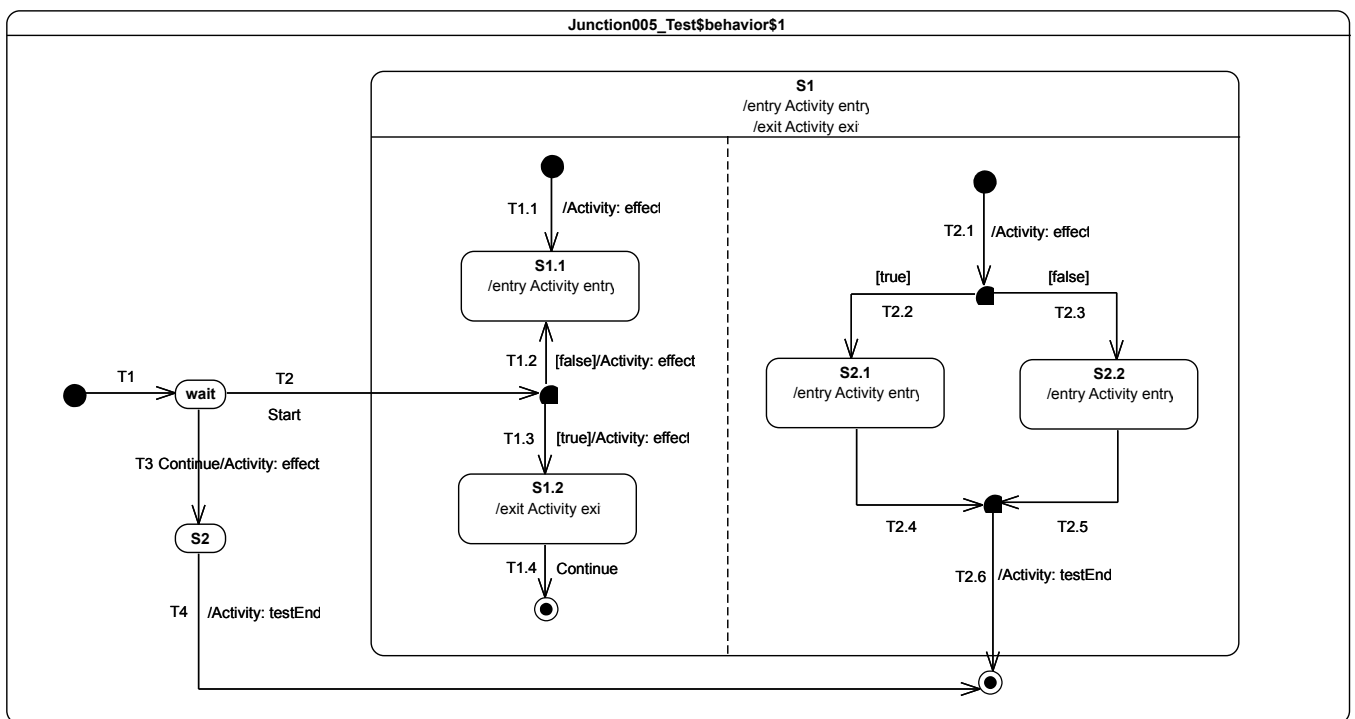 Junction005_Test$behavior$1
S1
/entry Activity entry
/exit Activity exi
T1.1 /Activity: effect
T2.1 /Activity: effect
S1.1
/entry Activity entry
[true]
[false]
T2.2
T2.3
T1.2 [false]/Activity: effect
S2.1
/entry Activity entry
S2.2
/entry Activity entry
T1
wait
T2
Start
T1.3 [true]/Activity: effect
T3 Continue/Activity: effect
S1.2
/exit Activity exi
T2.4
T2.5
S2
T1.4 Continue
T2.6 /Activity: testEnd
T4 /Activity: testEnd